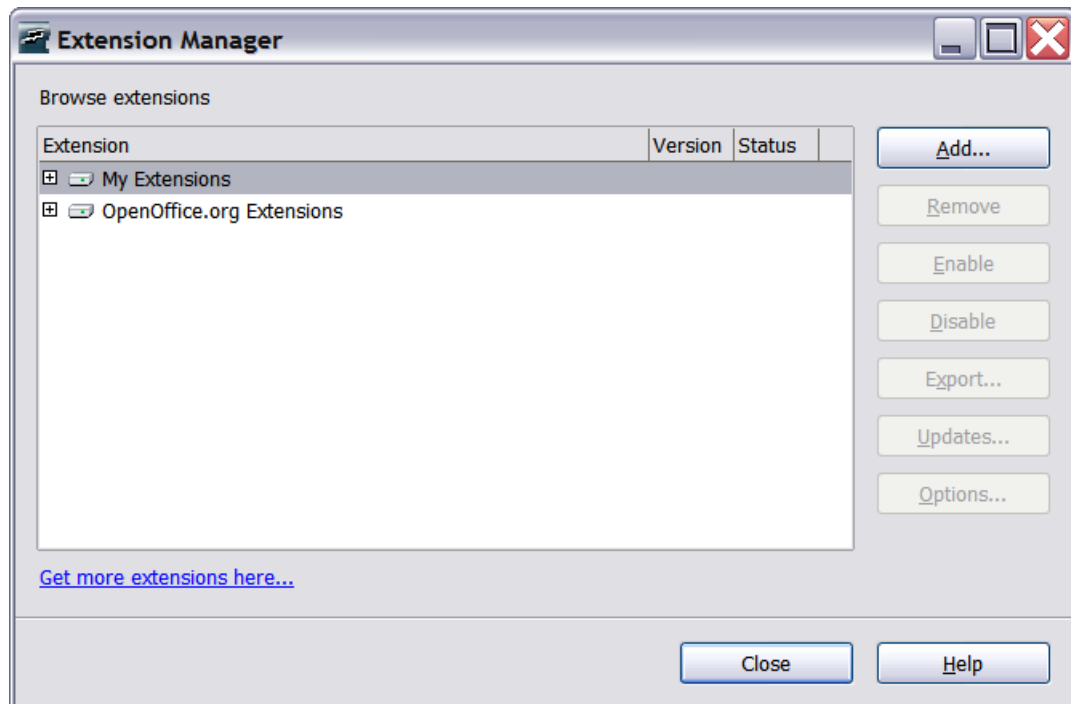 Extension Manager
Browse extensions
Extension Version Status
Add...
My Extensions
OpenOffice.org Extensions
Remove
Enable
Disable
Export...
Updates...
Options...
Get more extensions here...
Close Help